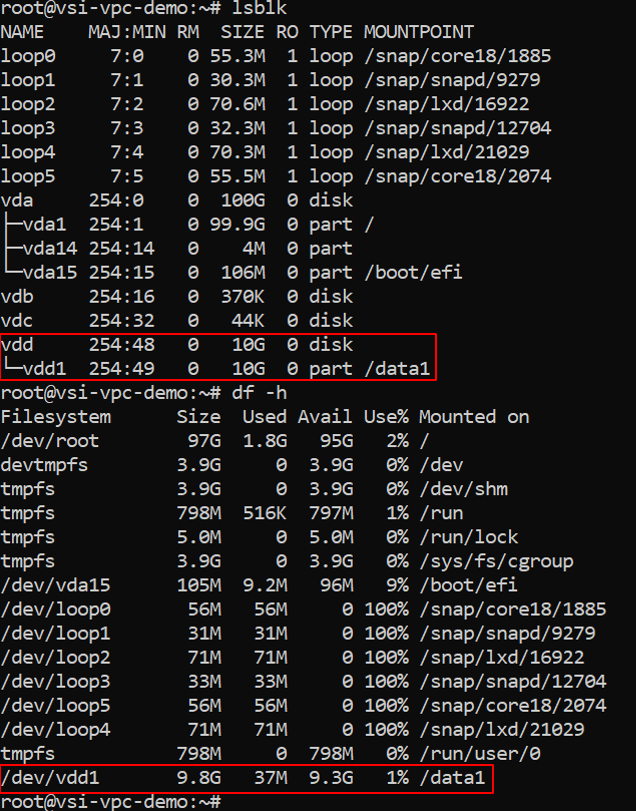 root@vsi-vpc-demo:~# lsblk
NAME    MAJ:MIN RM  SIZE RO TYPE MOUNTPOINT
loop0     7:0    0 55.3M  1 loop /snap/core18/1885
loop1     7:1    0 30.3M  1 loop /snap/snapd/9279
loop2     7:2    0 70.6M  1 loop /snap/lxd/16922
loop3     7:3    0 32.3M  1 loop /snap/snapd/12704
loop4     7:4    0 70.3M  1 loop /snap/lxd/21029
loop5     7:5    0 55.5M  1 loop /snap/core18/2074
vda     254:0    0  100G  0 disk
├─vda1  254:1    0 99.9G  0 part /
├─vda14 254:14   0    4M  0 part
└─vda15 254:15   0  106M  0 part /boot/efi
vdb     254:16   0  370K  0 disk
vdc     254:32   0   44K  0 disk
vdd     254:48   0   10G  0 disk
└─vdd1  254:49   0   10G  0 part /data1
root@vsi-vpc-demo:~# df -h
Filesystem      Size  Used Avail Use% Mounted on
/dev/root        97G  1.8G   95G   2% /
devtmpfs        3.9G     0  3.9G   0% /dev
tmpfs           3.9G     0  3.9G   0% /dev/shm
tmpfs           798M  516K  797M   1% /run
tmpfs           5.0M     0  5.0M   0% /run/lock
tmpfs           3.9G     0  3.9G   0% /sys/fs/cgroup
/dev/vda15      105M  9.2M   96M   9% /boot/efi
/dev/loop0       56M   56M     0 100% /snap/core18/1885
/dev/loop1       31M   31M     0 100% /snap/snapd/9279
/dev/loop2       71M   71M     0 100% /snap/lxd/16922
/dev/loop3       33M   33M     0 100% /snap/snapd/12704
/dev/loop5       56M   56M     0 100% /snap/core18/2074
/dev/loop4       71M   71M     0 100% /snap/lxd/21029
tmpfs           798M     0  798M   0% /run/user/0
/dev/vdd1       9.8G   37M  9.3G   1% /data1
root@vsi-vpc-demo:~#